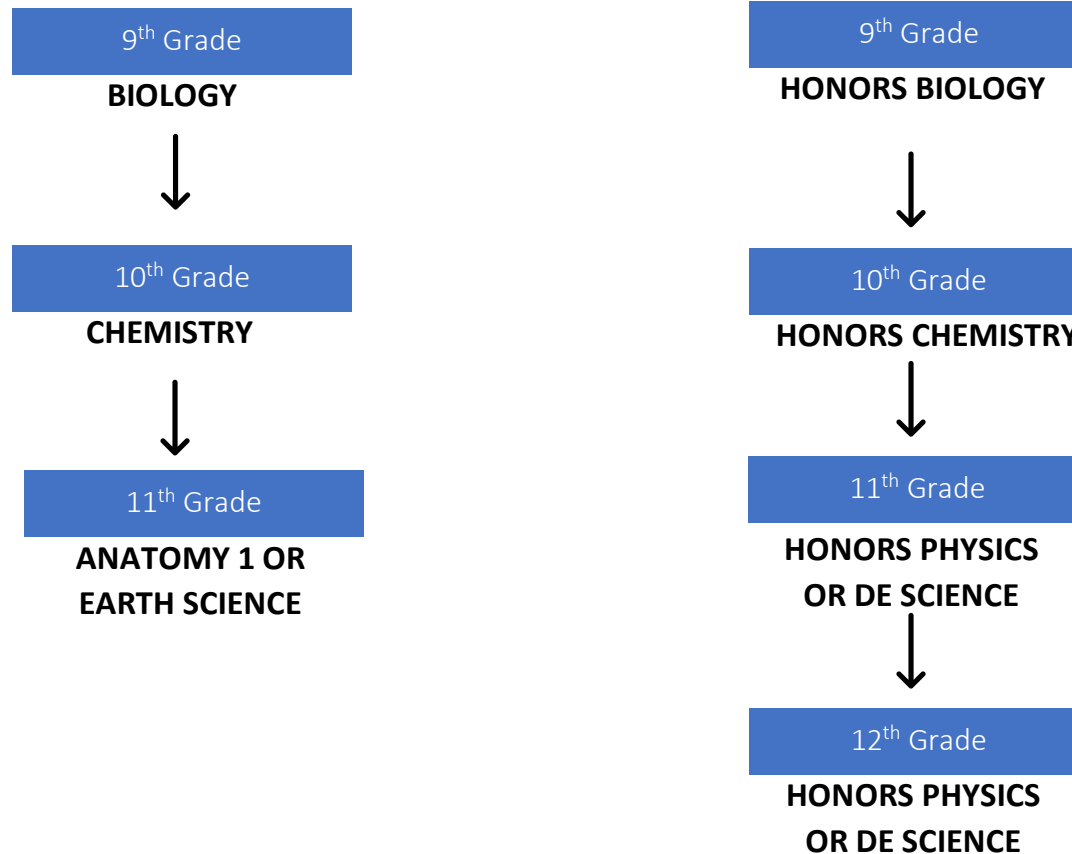 9th Grade
BIOLOGY
10th Grade
CHEMISTRY
11th Grade
ANATOMY 1 OR
EARTH SCIENCE
9th Grade
HONORS BIOLOGY
10th Grade
HONORS CHEMISTRY
11th Grade
HONORS PHYSICS
OR DE SCIENCE
12th Grade
HONORS PHYSICS
OR DE SCIENCE